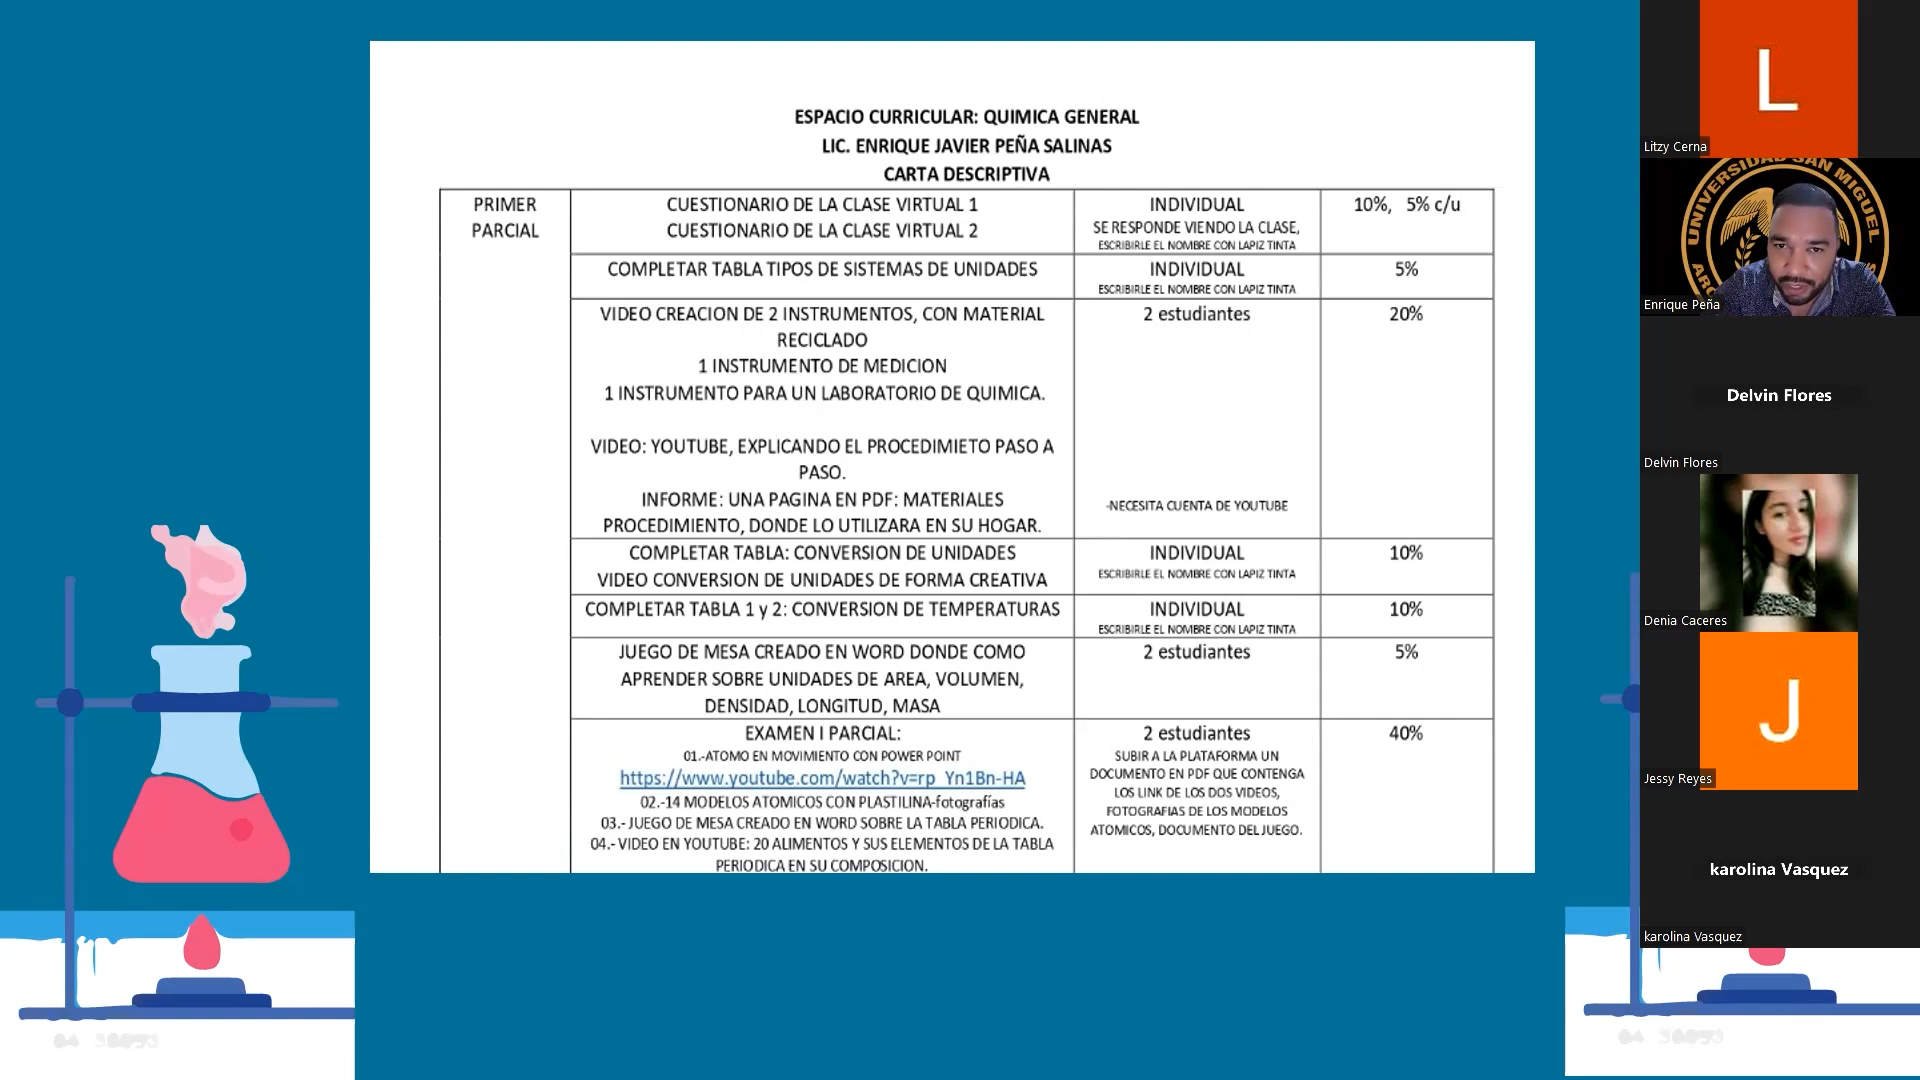 ESPACIO CURRICULAR: QUIMICA GENERAL
LIC. ENRIQUE JAVIER PEÑA SALINAS
CARTA DESCRIPTIVA
PRIMER
PARCIAL
CUESTIONARIO DE LA CLASE VIRTUAL 1
CUESTIONARIO DE LA CLASE VIRTUAL 2
INDIVIDUAL
SE RESPONDE VIENDO LA CLASE,
ESCRIBIRLE EL NOMBRE CON LAPIZ TINTA
10%, 5% c/u
COMPLETAR TABLA TIPOS DE SISTEMAS DE UNIDADES
INDIVIDUAL
ESCRIBIRLE EL NOMBRE CON LAPIZ TINTA
5%
VIDEO CREACION DE 2 INSTRUMENTOS, CON MATERIAL
RECICLADO
1 INSTRUMENTO DE MEDICION
1 INSTRUMENTO PARA UN LABORATORIO DE QUIMICA.
VIDEO: YOUTUBE, EXPLICANDO EL PROCEDIMIETO PASO A
PASO.
INFORME: UNA PAGINA EN PDF: MATERIALES
PROCEDIMIENTO, DONDE LO UTILIZARA EN SU HOGAR.
2 estudiantes
-NECESITA CUENTA DE YOUTUBE
20%
COMPLETAR TABLA: CONVERSION DE UNIDADES
VIDEO CONVERSION DE UNIDADES DE FORMA CREATIVA
INDIVIDUAL
ESCRIBIRLE EL NOMBRE CON LAPIZ TINTA
10%
COMPLETAR TABLA 1 y 2: CONVERSION DE TEMPERATURAS
INDIVIDUAL
ESCRIBIRLE EL NOMBRE CON LAPIZ TINTA
10%
JUEGO DE MESA CREADO EN WORD DONDE COMO
APRENDER SOBRE UNIDADES DE AREA, VOLUMEN,
DENSIDAD, LONGITUD, MASA
2 estudiantes
5%
EXAMEN I PARCIAL:
01.-ATOMO EN MOVIMIENTO CON POWER POINT
https://www.youtube.com/watch?v=rp_Yn1Bn-HA
02.-14 MODELOS ATOMICOS CON PLASTILINA-fotografías
03.- JUEGO DE MESA CREADO EN WORD SOBRE LA TABLA PERIODICA.
04.- VIDEO EN YOUTUBE: 20 ALIMENTOS Y SUS ELEMENTOS DE LA TABLA
PERIODICA EN SU COMPOSICION.
2 estudiantes
SUBIR A LA PLATAFORMA UN
DOCUMENTO EN PDF QUE CONTENGA
LOS LINK DE LOS DOS VIDEOS,
FOTOGRAFIAS DE LOS MODELOS
ATOMICOS, DOCUMENTO DEL JUEGO.
40%
L
Litzy Cerna
UNIVERSIDAD SAN MIGUEL
Enrique Peña
Delvin Flores
Delvin Flores
Denia Caceres
J
Jessy Reyes
karolina Vasquez
karolina Vasquez